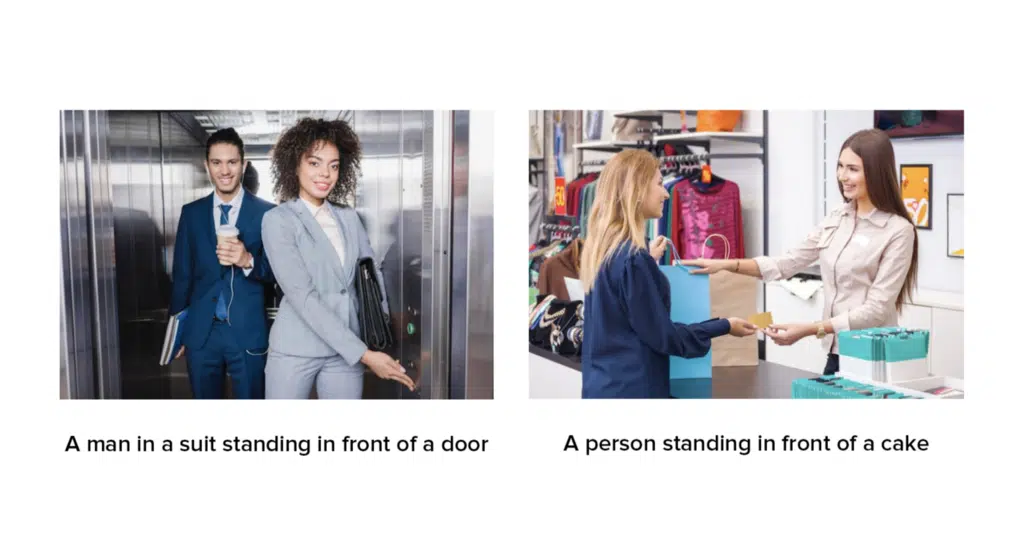 A man in a suit standing in front of a door
A person standing in front of a cake